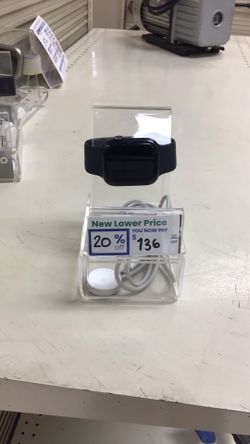 New Lower Price
YOU NOW PAY
20 % off
$136